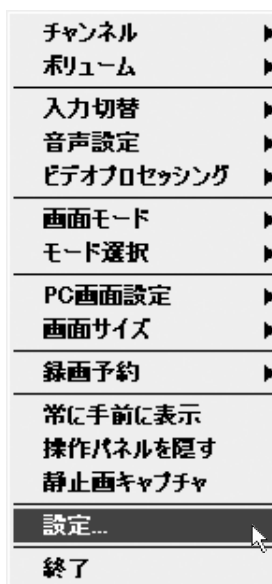 チャンネル
ボリューム
入力切替
音声設定
ビデオプロセッシング
画面モード
モード選択
PC画面設定
画面サイズ
録画予約
常に手前に表示
操作パネルを隠す
静止画キャプチャ
設定...
終了